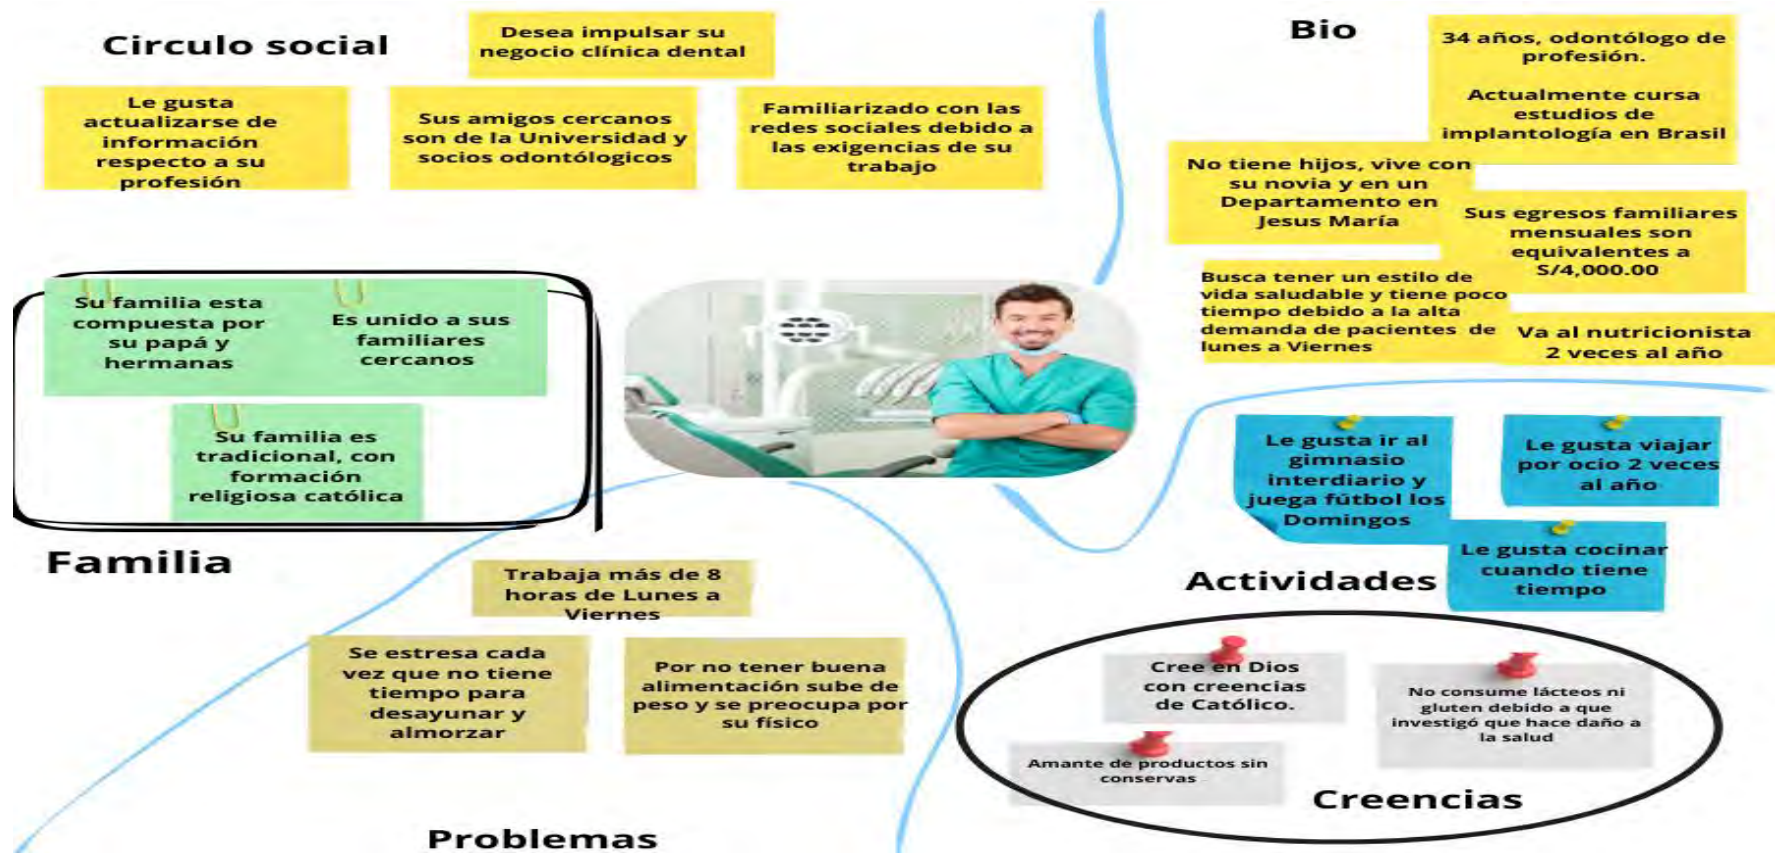 Circulo social
Desea impulsar su
negocio clínica dental
Le gusta
actualizarse de
información
respecto a su
profesión
Sus amigos cercanos
son de la Universidad y
socios odontólogicos
Familiarizado con las
redes sociales debido a
las exigencias de su
trabajo
Bio
34 años, odontólogo de
profesión.
Actualmente cursa
estudios de
implantología en Brasil
No tiene hijos, vive con
su novia y en un
Departamento en
Jesus María
Sus egresos familiares
mensuales son
equivalentes a
S/4,000.00
Busca tener un estilo de
vida saludable y tiene poco
tiempo debido a la alta
demanda de pacientes de
lunes a Viernes
Va al nutricionista
2 veces al año
Su familia esta
compuesta por
su papá y
hermanas
Es unido a sus
familiares
cercanos
Su familia es
tradicional, con
formación
religiosa católica
Familia
Le gusta ir al
gimnasio
interdiario y
juega fútbol los
Domingos
Le gusta viajar
por ocio 2 veces
al año
Le gusta cocinar
cuando tiene
tiempo
Actividades
Trabaja más de 8
horas de Lunes a
Viernes
Se estresa cada
vez que no tiene
tiempo para
desayunar y
almorzar
Por no tener buena
alimentación sube de
peso y se preocupa por
su físico
Problemas
Cree en Dios
con creencias
de Católico.
No consume lácteos ni
gluten debido a que
investigó que hace daño a
la salud
Amante de productos sin
conservas
Creencias